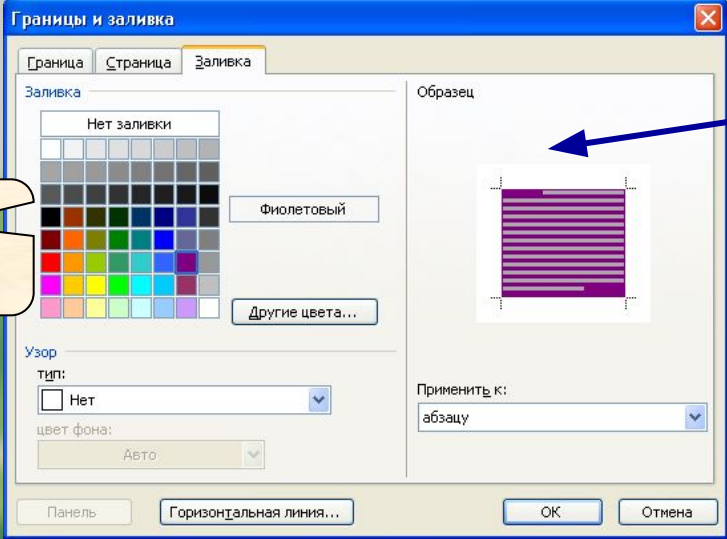 Границы и заливка
Граница
Страница
Заливка
Заливка
Нет заливки
Фиолетовый
Другие цвета...
Узор
тип:
Нет
цвет фона:
Авто
Образец
Применить к:
абзацу
Панель
Горизонтальная линия...
ОК
Отмена